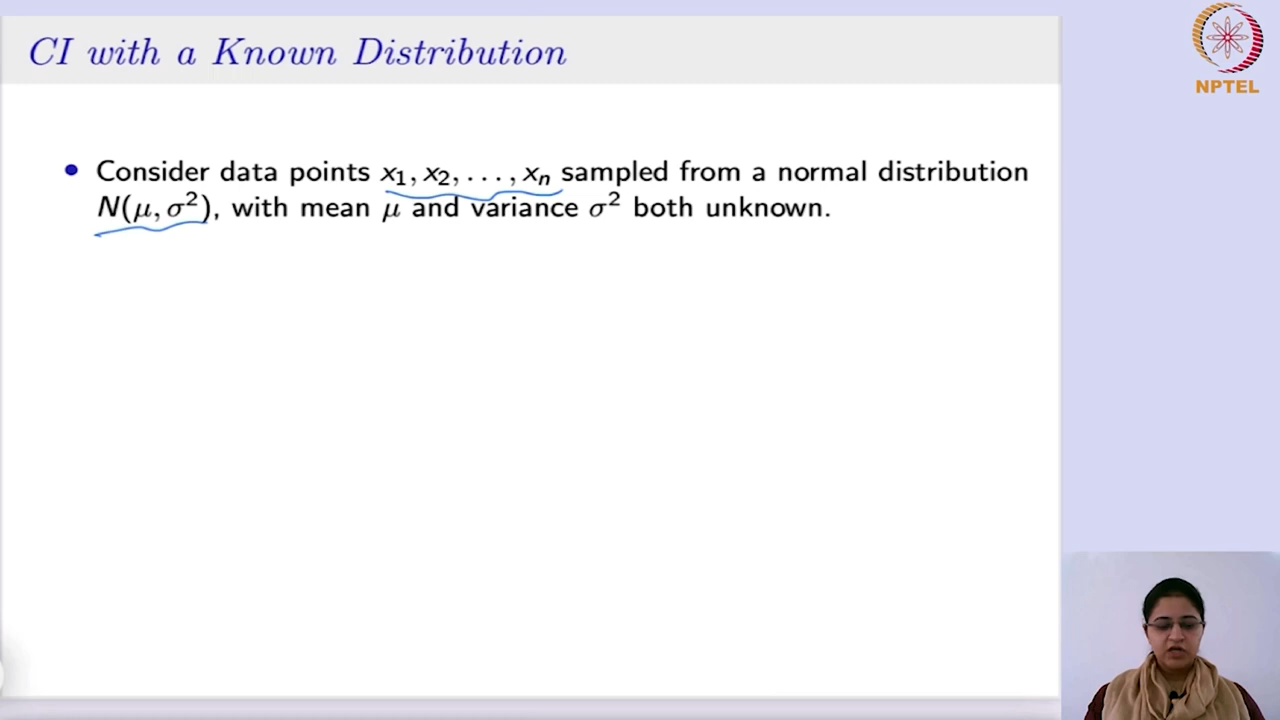 CI with a Known Distribution
NPTEL
• Consider data points x₁, x₂, . . . , xₙ sampled from a normal distribution
N(μ, σ²), with mean μ and variance σ² both unknown.